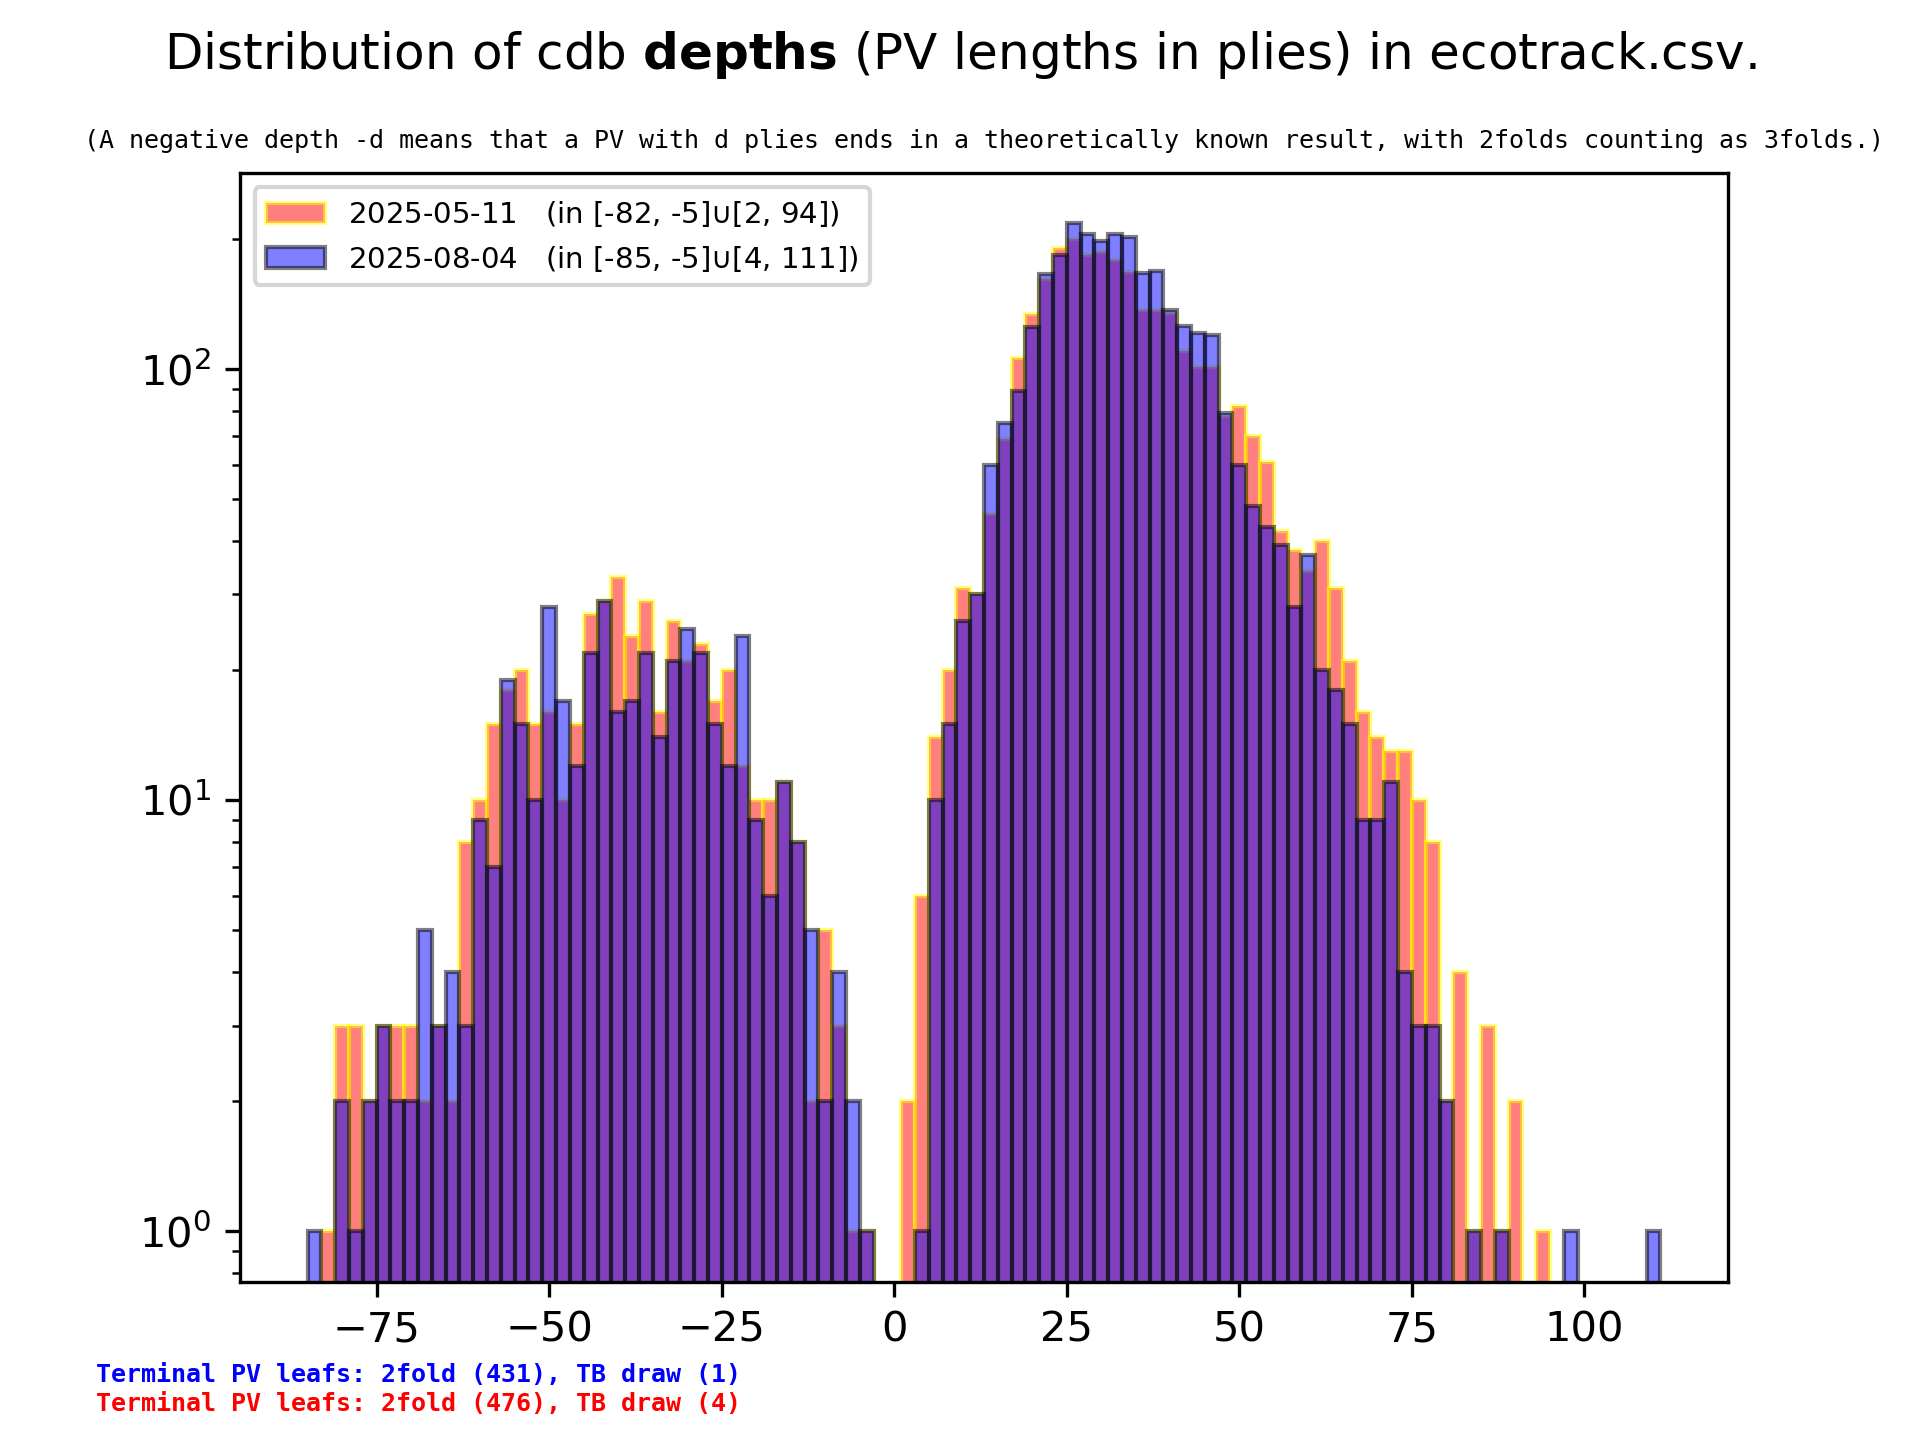 Distribution of cdb depths (PV lengths in plies) in ecotrack.csv.
(A negative depth -d means that a PV with d plies ends in a theoretically known result, with 2folds counting as 3folds.)
2025-05-11 (in [-82, -5]∪[2, 94])
2025-08-04 (in [-85, -5]∪[4, 111])
10²
10¹
10⁰
−75 −50 −25 0 25 50 75 100
Terminal PV leafs: 2fold (431), TB draw (1)
Terminal PV leafs: 2fold (476), TB draw (4)